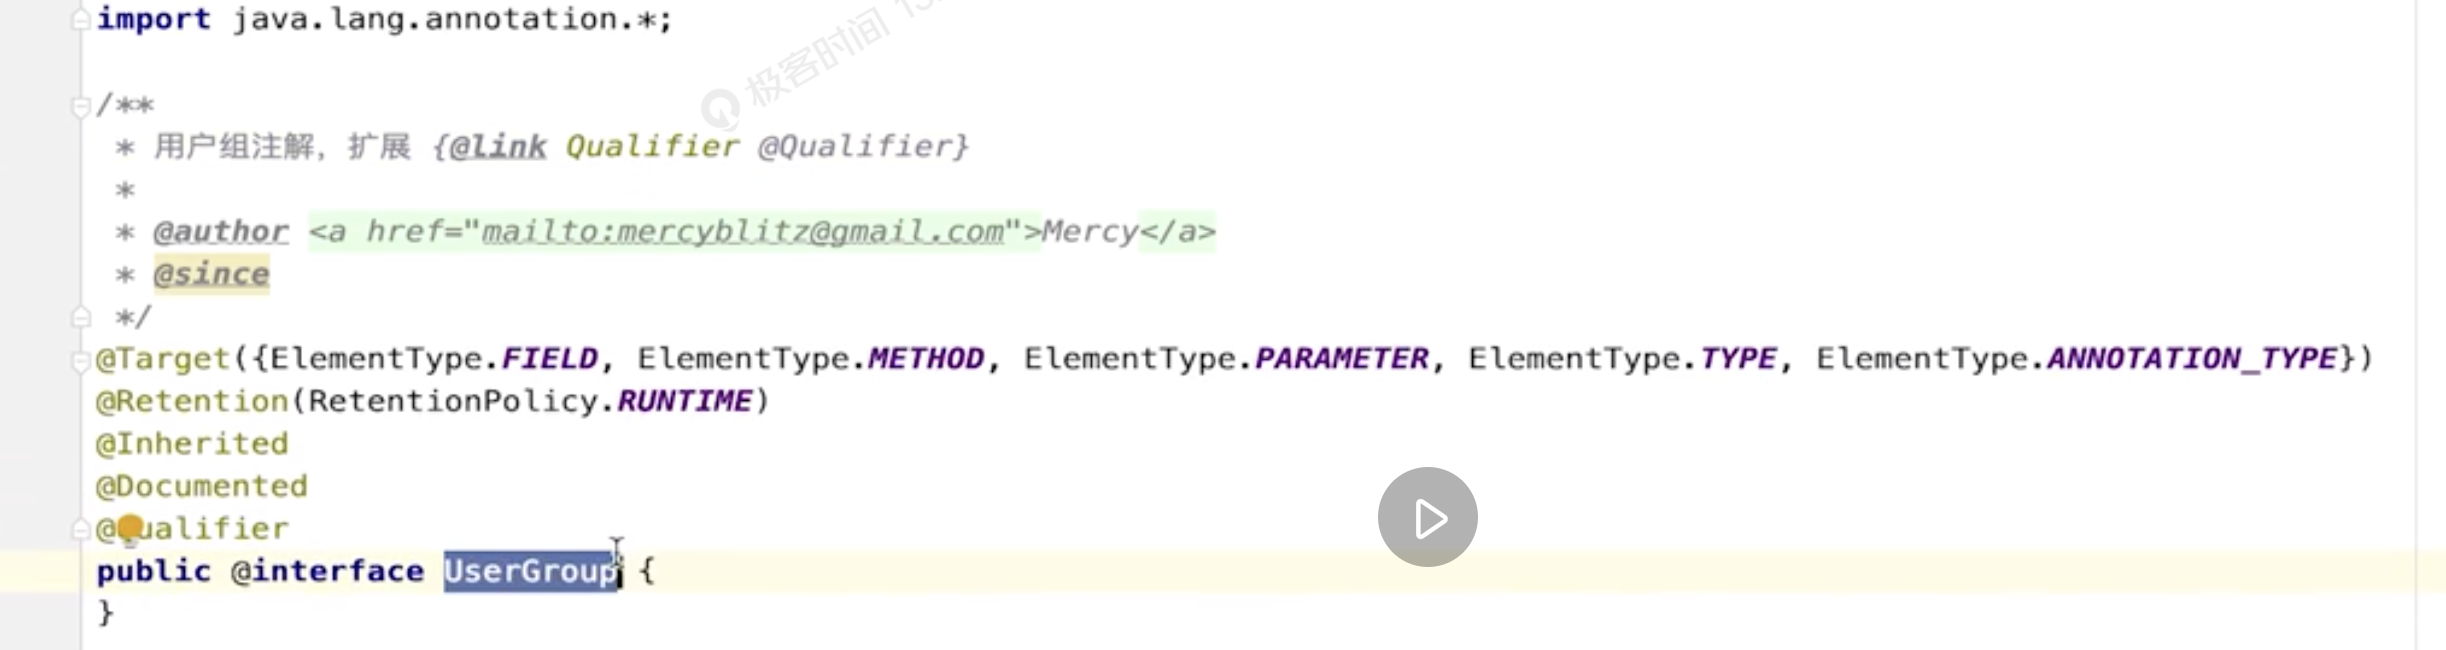 import java.lang.annotation.*;
极客时间
/**
* 用户组注解，扩展 {@link Qualifier @Qualifier}
*
* @author <a href="mailto:mercyblitz@gmail.com">Mercy</a>
* @since
*/
@Target({ElementType.FIELD, ElementType.METHOD, ElementType.PARAMETER, ElementType.TYPE, ElementType.ANNOTATION_TYPE})
@Retention(RetentionPolicy.RUNTIME)
@Inherited
@Documented
@Qualifier
public @interface UserGroup {
}